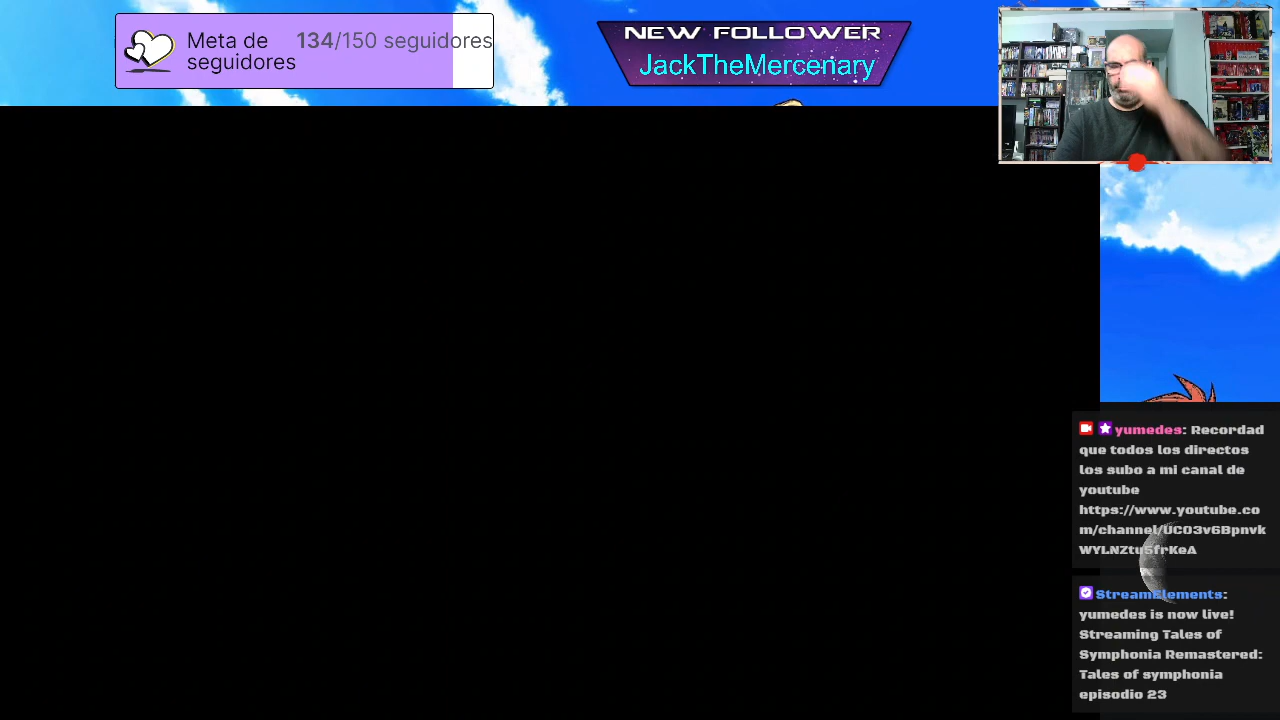 Meta de seguidores
134/150 seguidores
NEW FOLLOWER
JackTheMercenary
yumedes: Recordad
que todos los directos
los subo a mi canal de
youtube
https://www.youtube.co
m/channel/UCO3v6Bpnvk
WYLNZtu5frKeA
StreamElements:
yumedes is now live!
Streaming Tales of
Symphonia Remastered:
Tales of symphonia
episodio 23